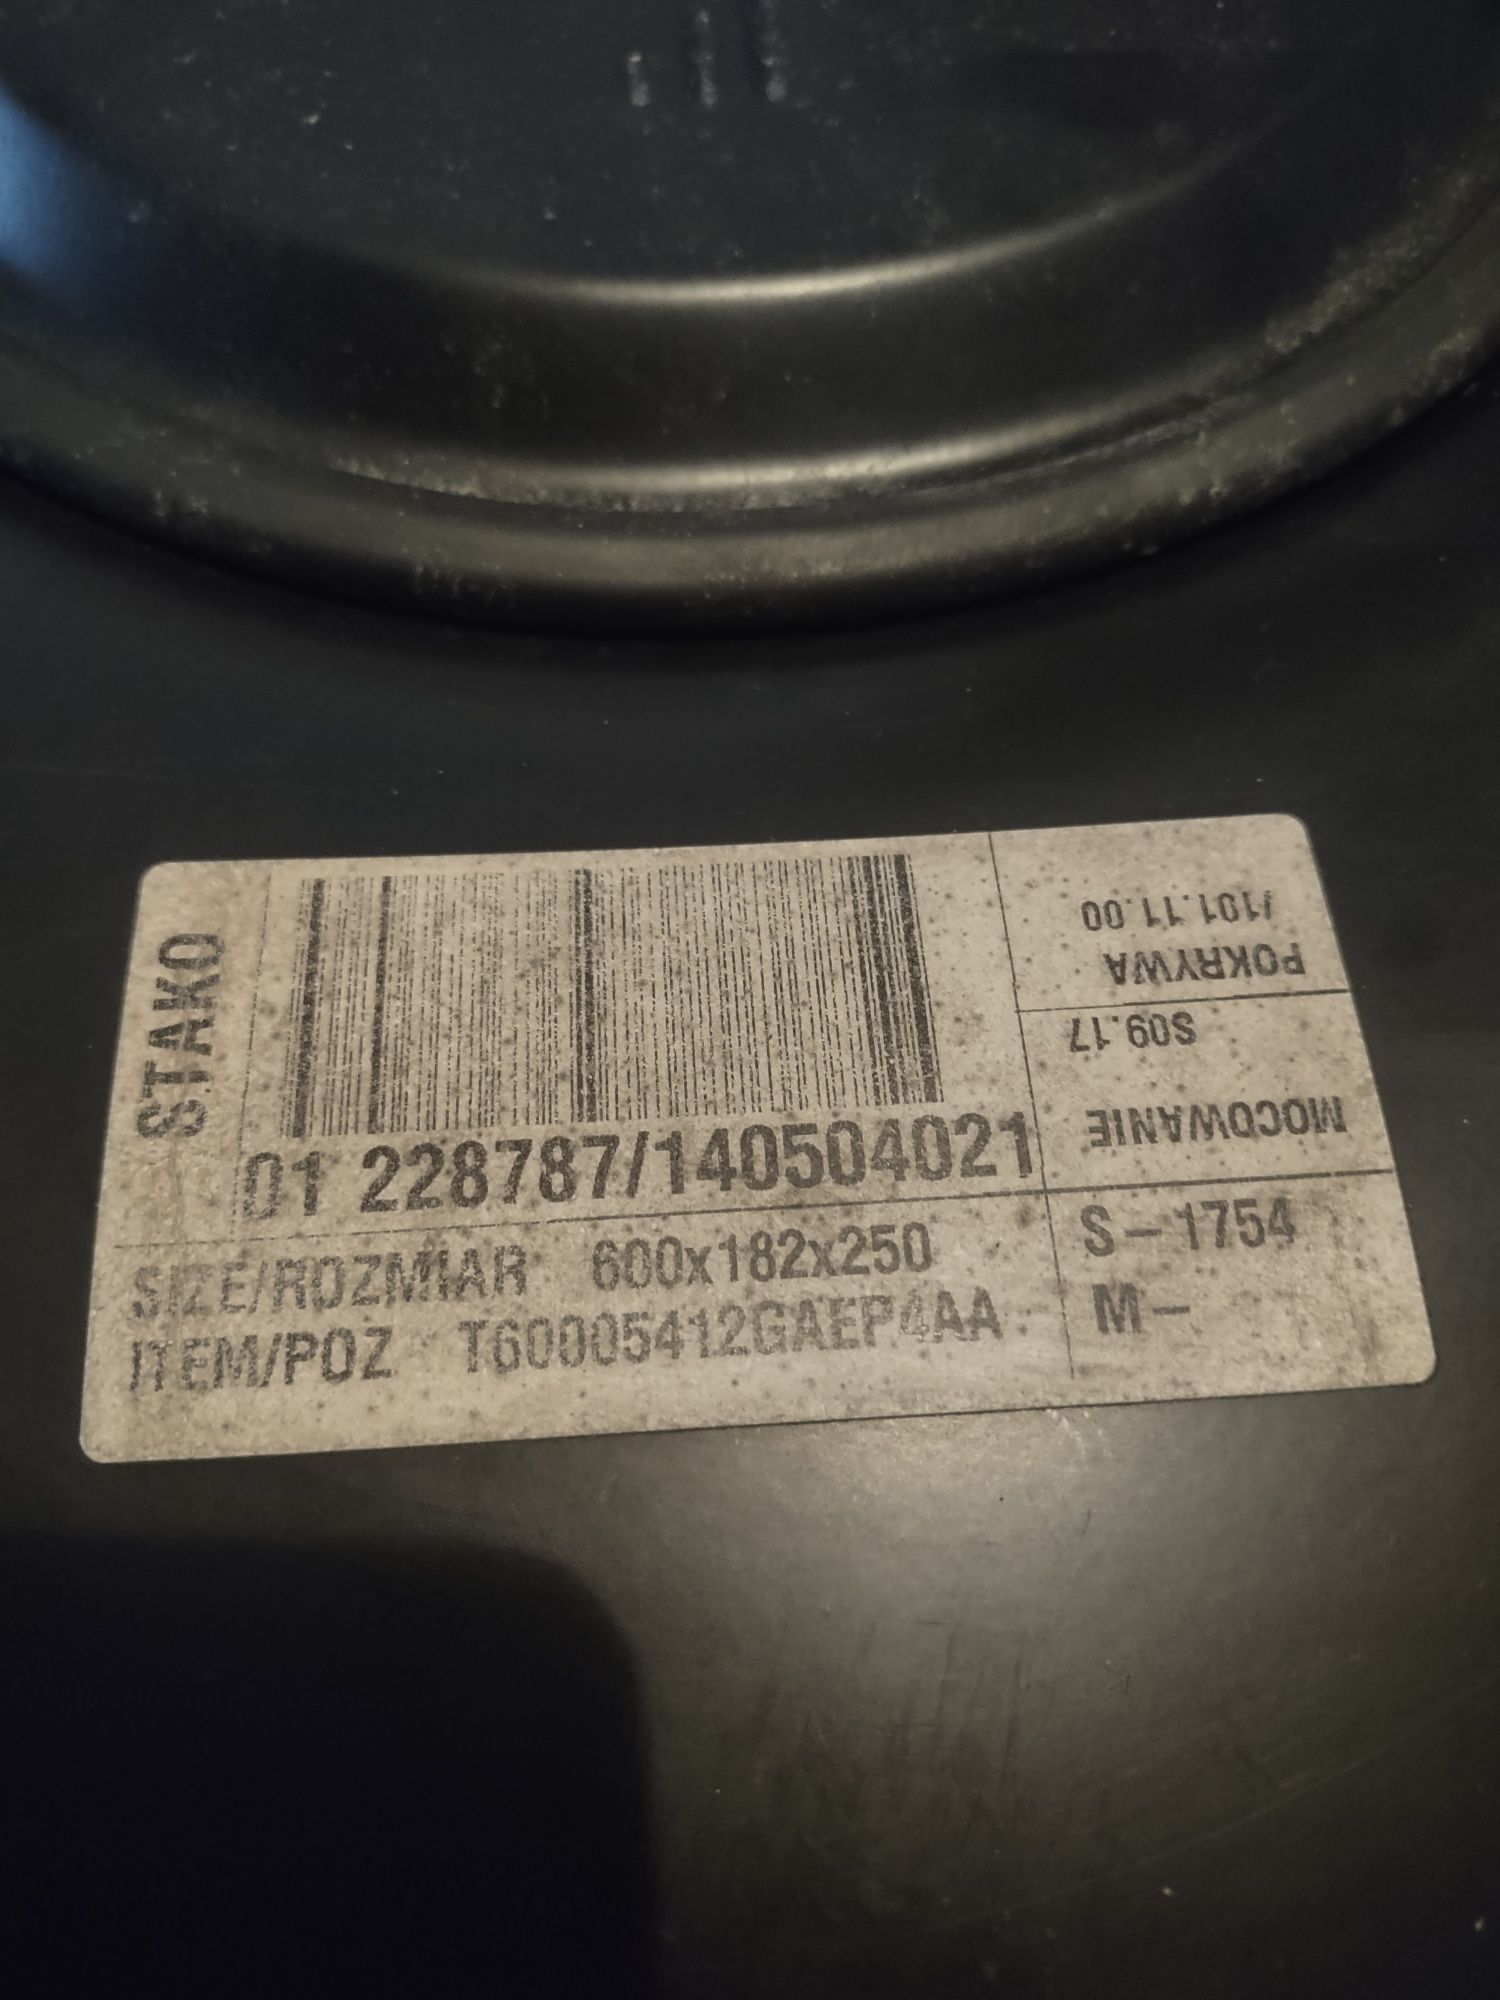 STAKO
01 228787/140504021
SIZE/ROZMIAR 600x182x250
ITEM/POZ T60005412GAEP4AA
S - 1754
M -
MOCOWANIE
S09.17
POKRYWA
/101.11.00